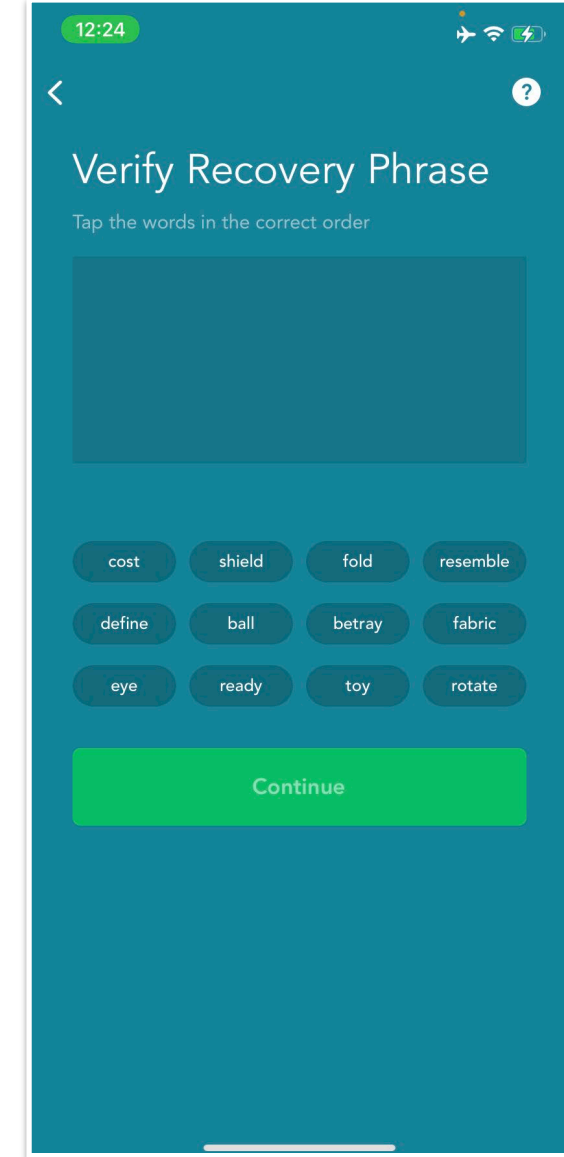 12:24
Verify Recovery Phrase
Tap the words in the correct order
cost shield fold resemble
define ball betray fabric
eye ready toy rotate
Continue